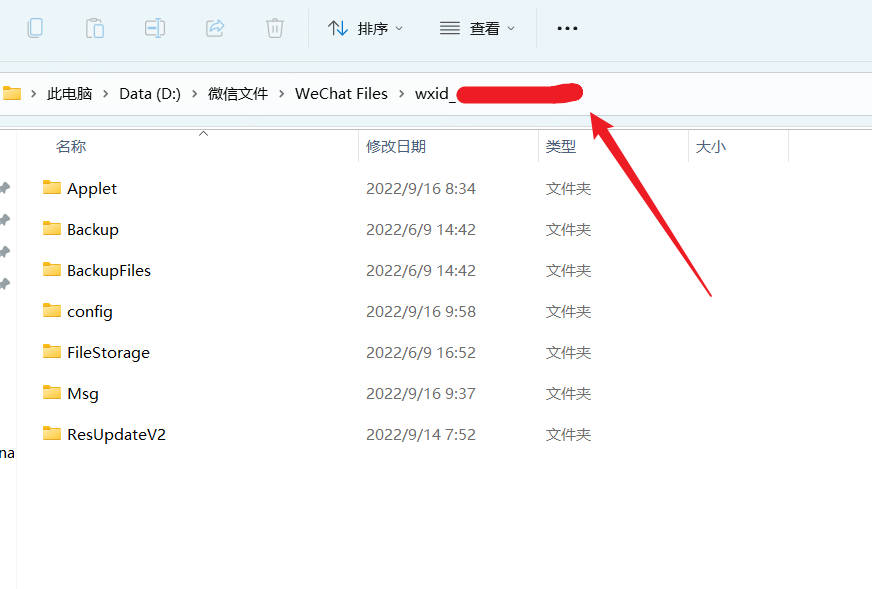 排序 查看
此电脑 > Data (D:) > 微信文件 > WeChat Files > wxid_
名称 修改日期 类型 大小
Applet 2022/9/16 8:34 文件夹
Backup 2022/6/9 14:42 文件夹
BackupFiles 2022/6/9 14:42 文件夹
config 2022/9/16 9:58 文件夹
FileStorage 2022/6/9 16:52 文件夹
Msg 2022/9/16 9:37 文件夹
ResUpdateV2 2022/9/14 7:52 文件夹
na